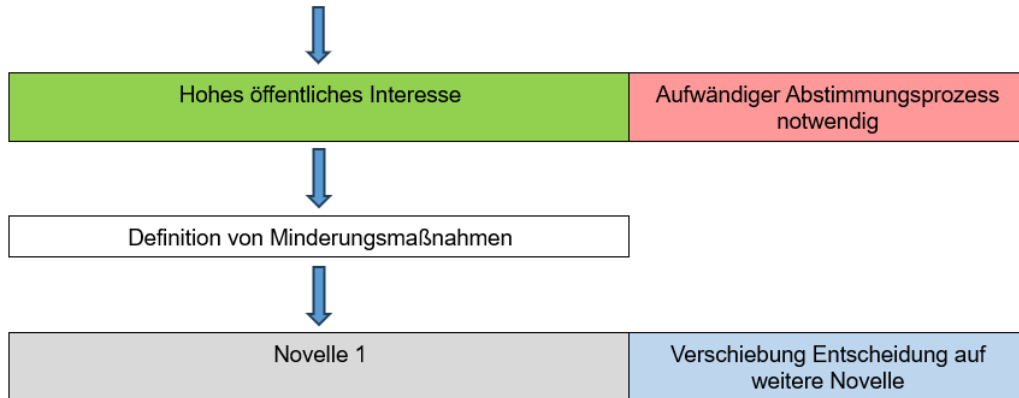 Hohes öffentliches Interesse
Aufwändiger Abstimmungsprozess
notwendig
Definition von Minderungsmaßnahmen
Novelle 1
Verschiebung Entscheidung auf
weitere Novelle